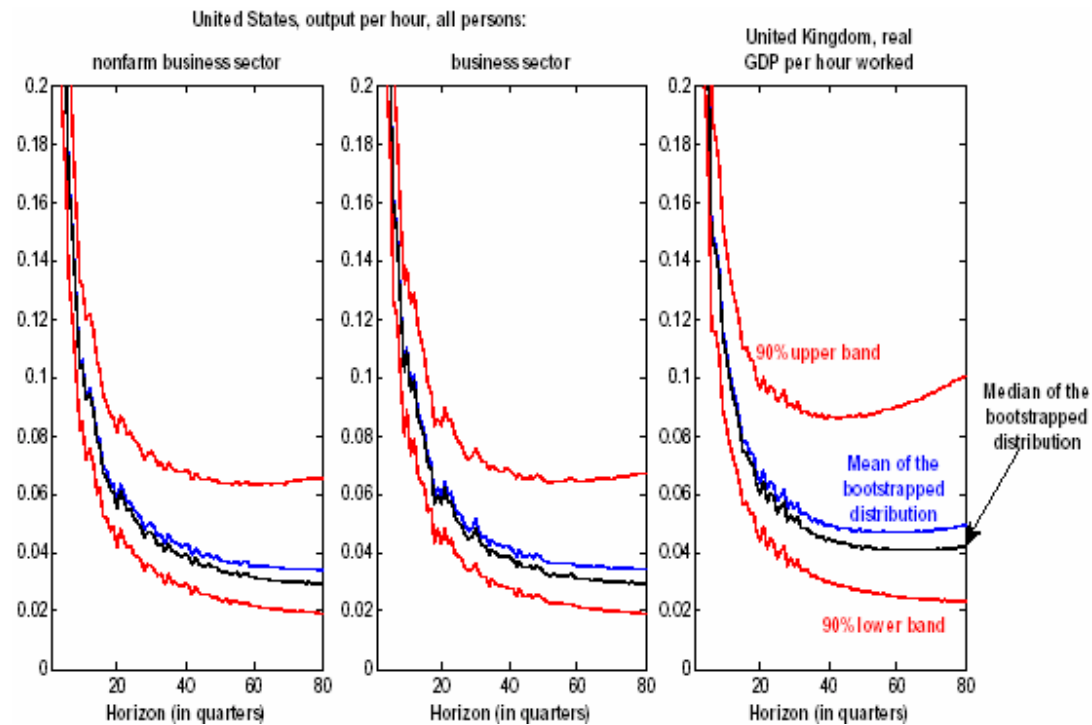 United States, output per hour, all persons:
nonfarm business sector
business sector
United Kingdom, real
GDP per hour worked
0.2
0.18
0.16
0.14
0.12
0.1
0.08
0.06
0.04
0.02
0
20 40 60 80
Horizon (in quarters)
0.2
0.18
0.16
0.14
0.12
0.1
0.08
0.06
0.04
0.02
0
20 40 60 80
Horizon (in quarters)
0.2
0.18
0.16
0.14
0.12
0.1
0.08
0.06
0.04
0.02
0
20 40 60 80
Horizon (in quarters)
90% upper band
Mean of the
bootstrapped
distribution
90% lower band
Median of the
bootstrapped
distribution